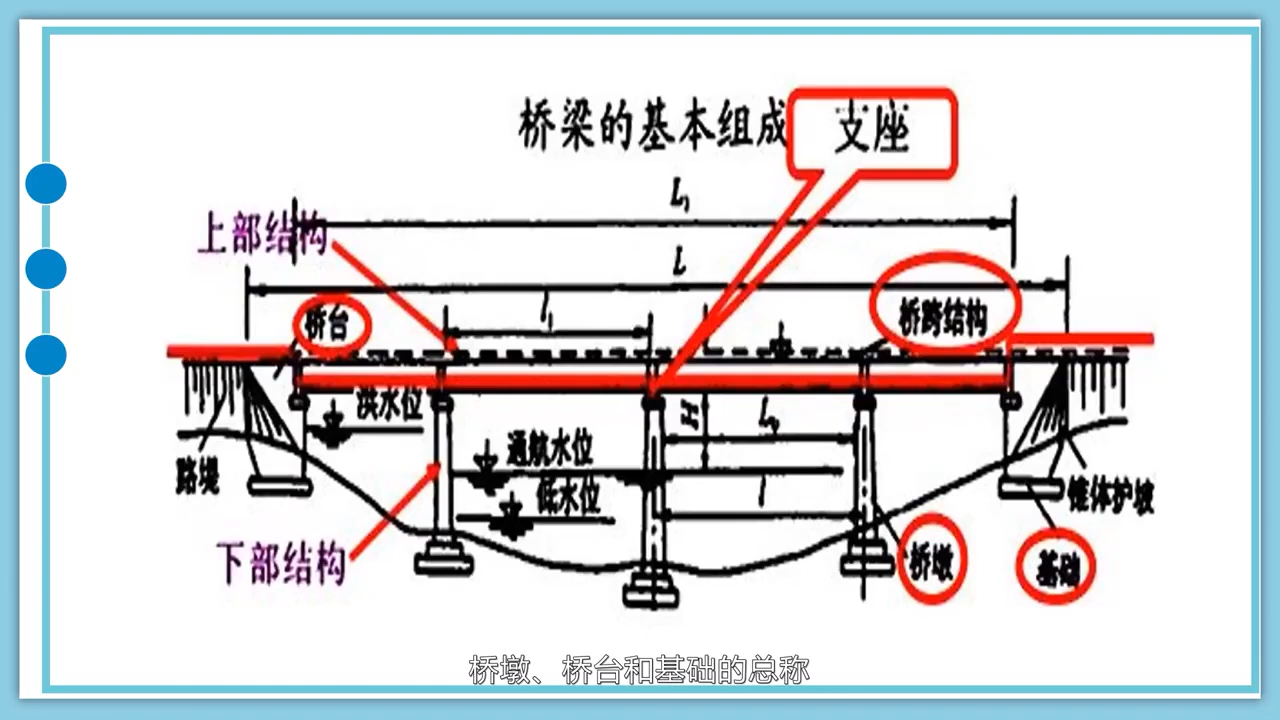 桥梁的基本组成
支座
L₁
上部结构
L
l₁
桥台
桥跨结构
洪水位
H
L₀
通航水位
路堤
低水位
l
锥体护坡
下部结构
桥墩
基础
桥墩、桥台和基础的总称